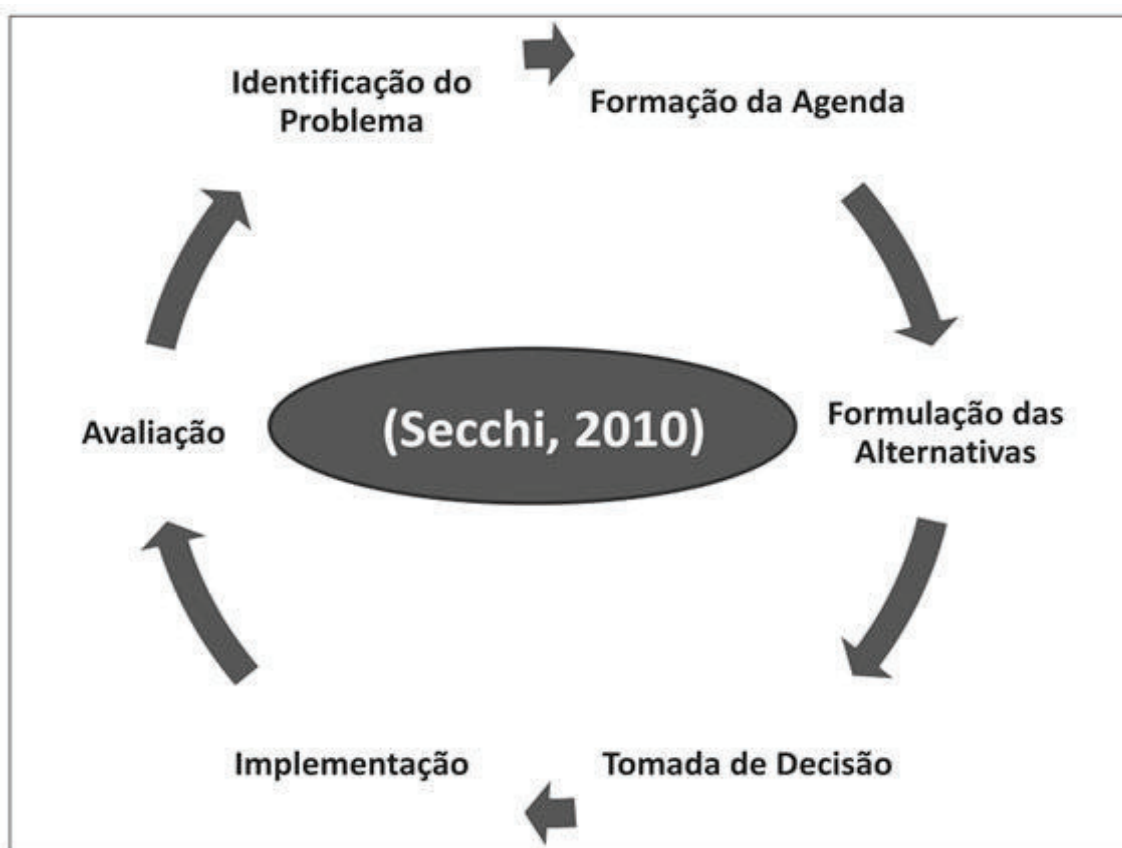 Identificação do
Problema
Formação da Agenda
Formulação das
Alternativas
Tomada de Decisão
Implementação
Avaliação
(Secchi, 2010)